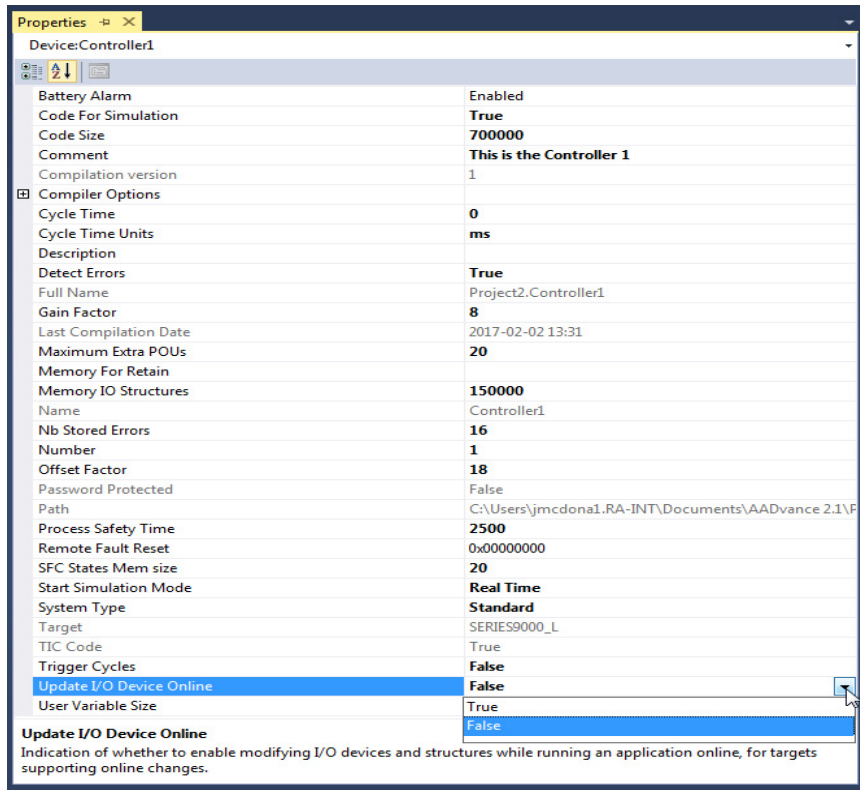 Properties
Device:Controller1
Battery Alarm Enabled
Code For Simulation True
Code Size 700000
Comment This is the Controller 1
Compilation version 1
Compiler Options
Cycle Time 0
Cycle Time Units ms
Description
Detect Errors True
Full Name Project2.Controller1
Gain Factor 8
Last Compilation Date 2017-02-02 13:31
Maximum Extra POUs 20
Memory For Retain
Memory IO Structures 150000
Name Controller1
Nb Stored Errors 16
Number 1
Offset Factor 18
Password Protected False
Path C:\Users\jmcdona1.RA-INT\Documents\AADvance 2.1\P
Process Safety Time 2500
Remote Fault Reset 0x00000000
SFC States Mem size 20
Start Simulation Mode Real Time
System Type Standard
Target SERIES9000_L
TIC Code True
Trigger Cycles False
Update I/O Device Online False
User Variable Size True
False
Update I/O Device Online
Indication of whether to enable modifying I/O devices and structures while running an application online, for targets
supporting online changes.